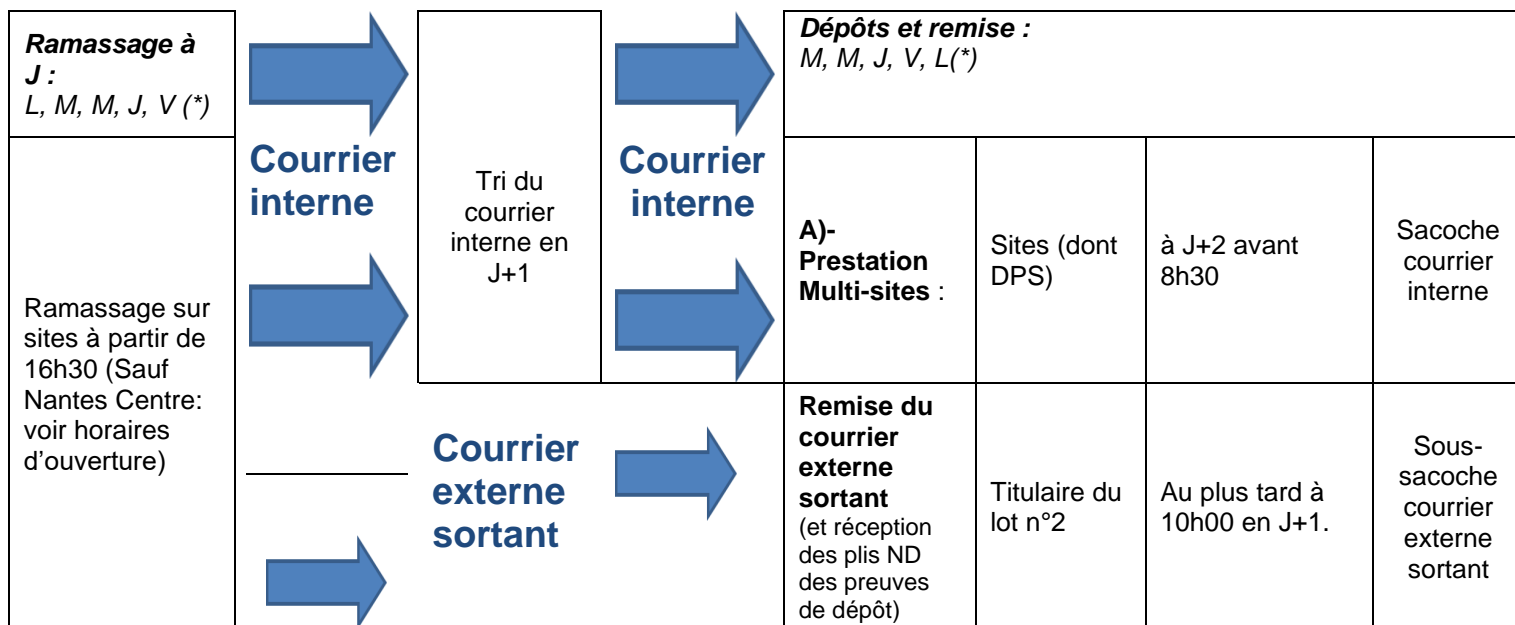 Ramassage à
J :
L, M, M, J, V (*)
Ramassage sur
sites à partir de
16h30 (Sauf
Nantes Centre:
voir horaires
d'ouverture)
Courrier
interne
Tri du
courrier
interne en
J+1
Courrier
interne
Courrier
externe
sortant
Dépôts et remise :
M, M, J, V, L(*)
A)-
Prestation
Multi-sites :
Sites (dont
DPS)
à J+2 avant
8h30
Sacoche
courrier
interne
Remise du
courrier
externe
sortant
(et réception
des plis ND
des preuves
de dépôt)
Titulaire du
lot n°2
Au plus tard à
10h00 en J+1.
Sous-
sacoche
courrier
externe
sortant